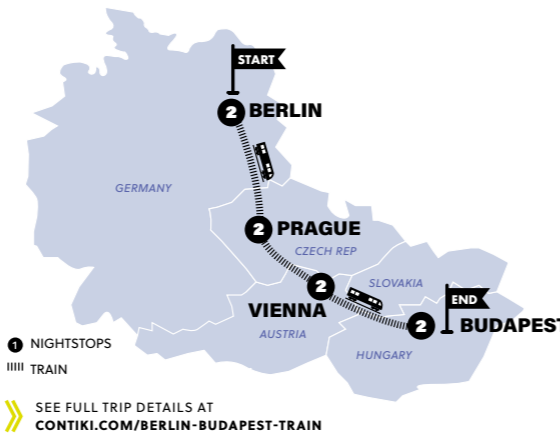 START
2 BERLIN
GERMANY
2 PRAGUE
CZECH REP
SLOVAKIA
2
VIENNA
END
2 BUDAPEST
AUSTRIA
HUNGARY
1 NIGHTSTOPS
TRAIN
SEE FULL TRIP DETAILS AT
CONTIKI.COM/BERLIN-BUDAPEST-TRAIN